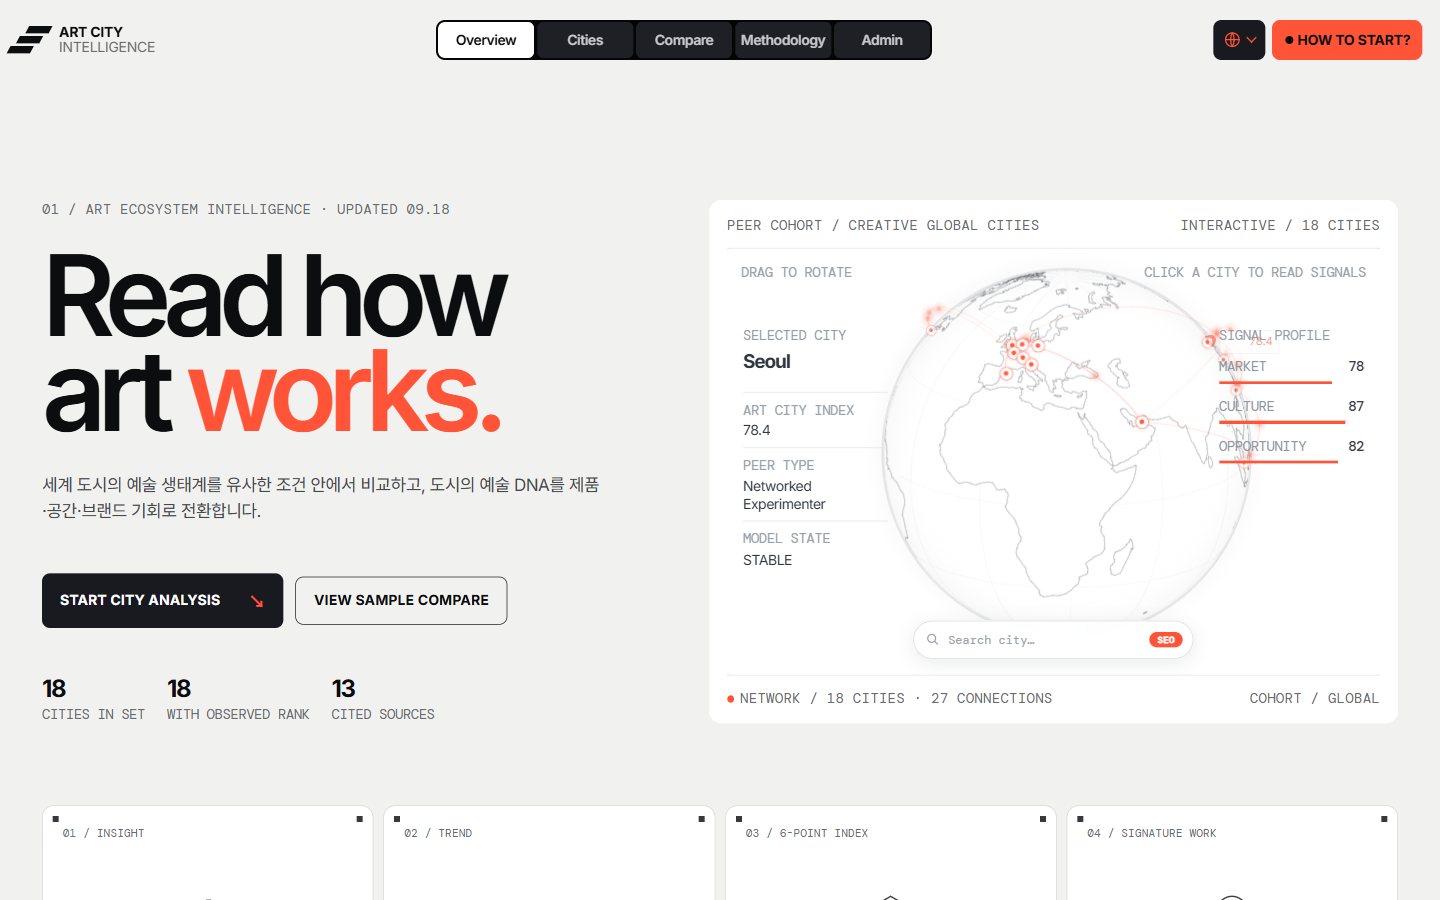 ART CITY
INTELLIGENCE
Overview
Cities
Compare
Methodology
Admin
HOW TO START?
01 / ART ECOSYSTEM INTELLIGENCE · UPDATED 09.18
Read how
art works.
세계 도시의 예술 생태계를 유사한 조건 안에서 비교하고, 도시의 예술 DNA를 제품
·공간·브랜드 기회로 전환합니다.
START CITY ANALYSIS ↘
VIEW SAMPLE COMPARE
18
CITIES IN SET
18
WITH OBSERVED RANK
13
CITED SOURCES
PEER COHORT / CREATIVE GLOBAL CITIES
INTERACTIVE / 18 CITIES
DRAG TO ROTATE
CLICK A CITY TO READ SIGNALS
SELECTED CITY
Seoul
ART CITY INDEX
78.4
PEER TYPE
Networked
Experimenter
MODEL STATE
STABLE
SIGNAL PROFILE
78.4
MARKET 78
CULTURE 87
OPPORTUNITY 82
Search city…
SEO
NETWORK / 18 CITIES · 27 CONNECTIONS
COHORT / GLOBAL
01 / INSIGHT
02 / TREND
03 / 6-POINT INDEX
04 / SIGNATURE WORK